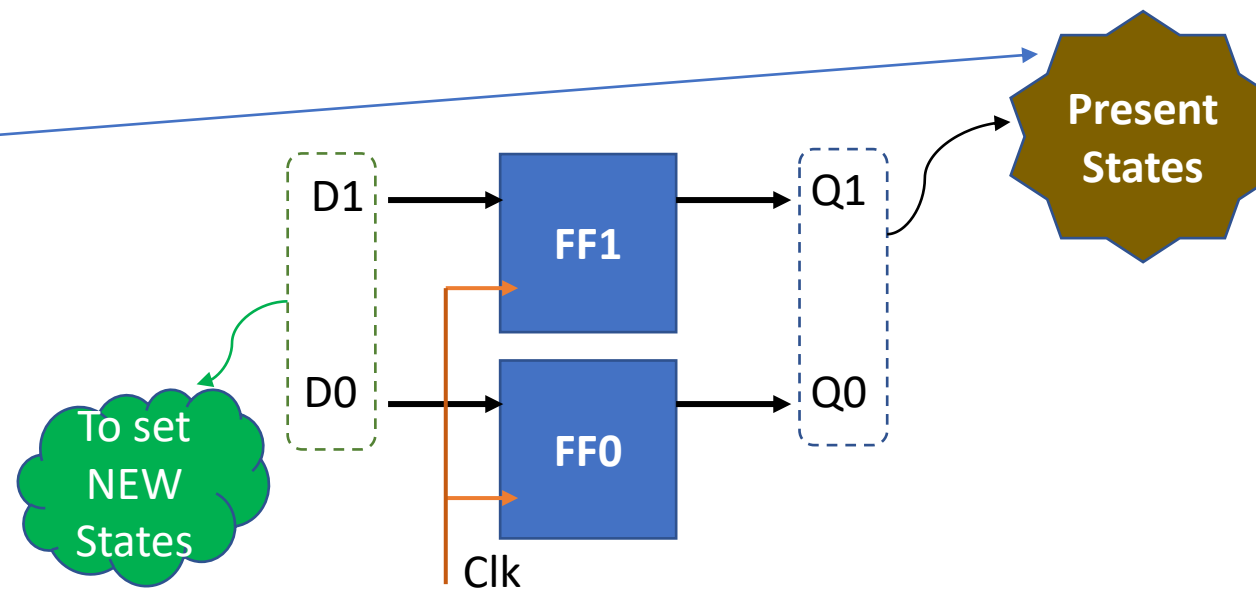 Present
States
D1
Q1
FF1
D0
Q0
To set
NEW
States
FF0
Clk